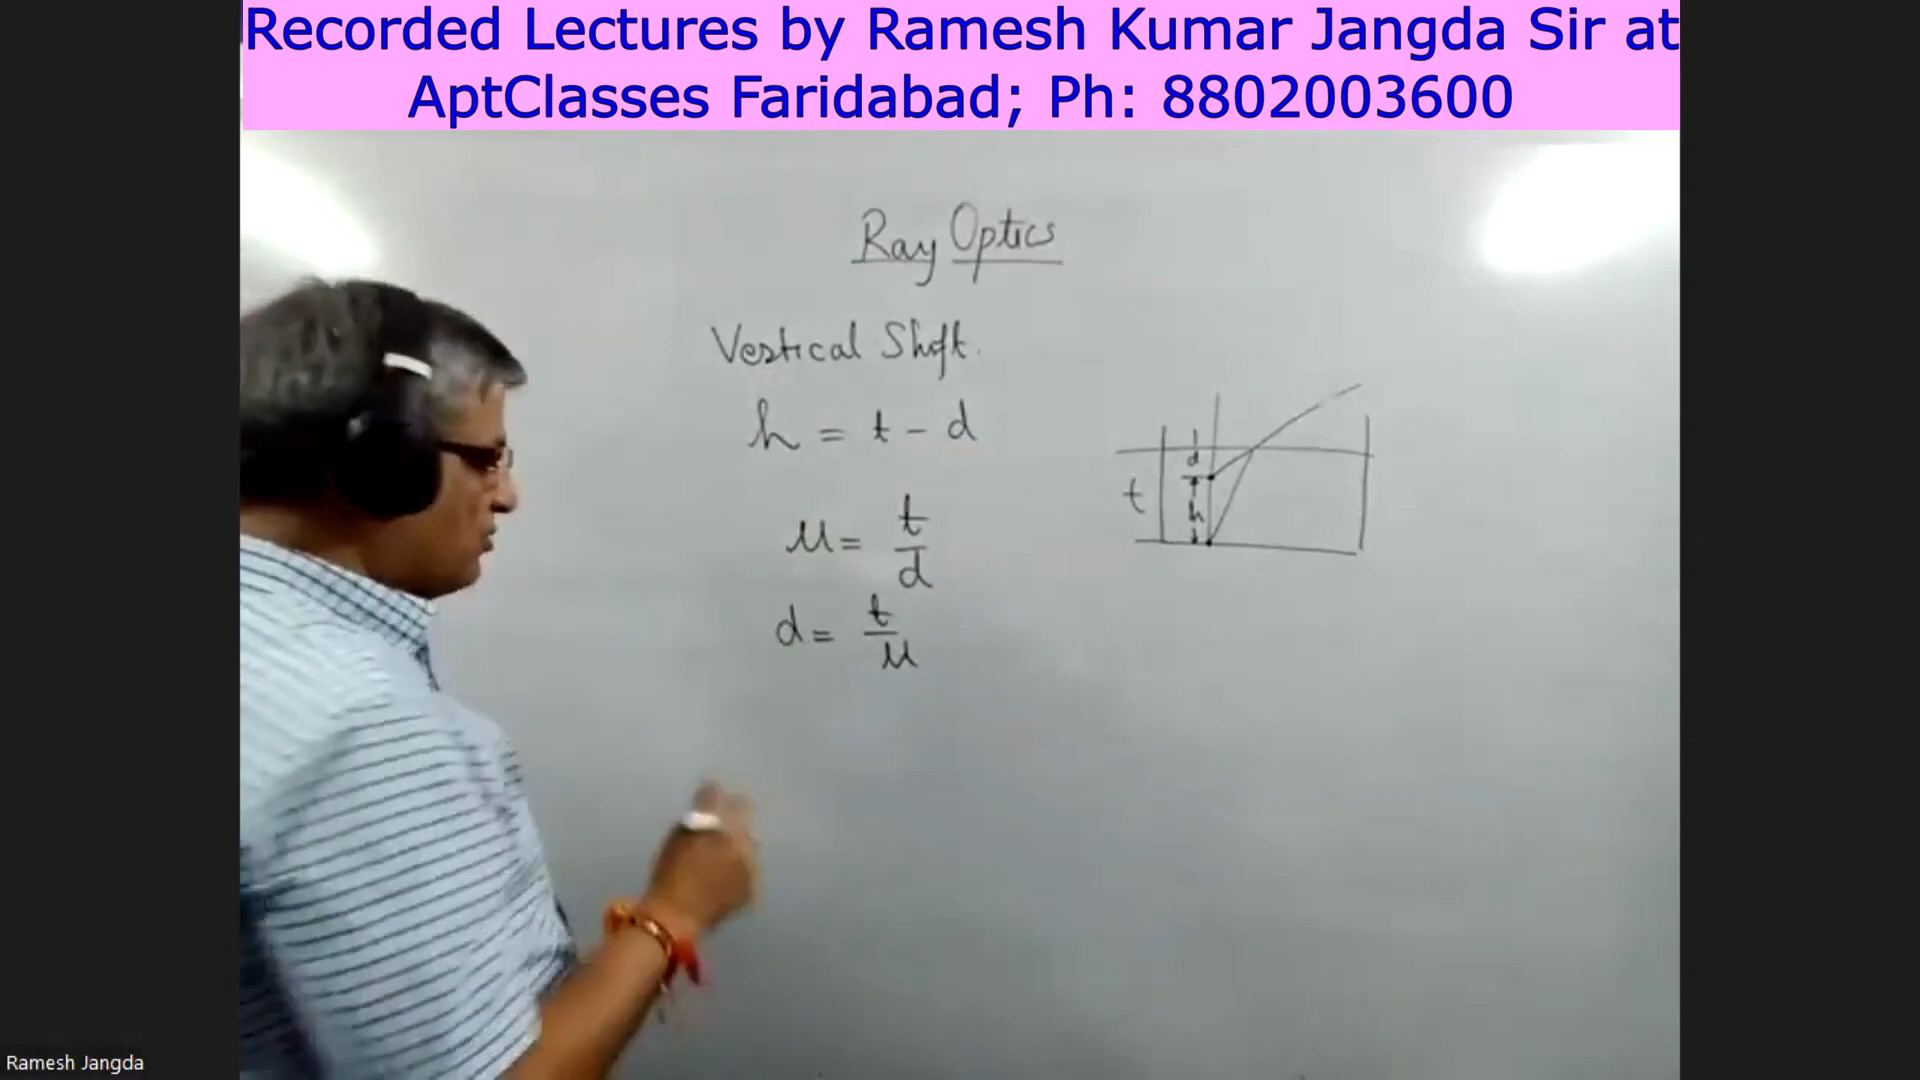 Recorded Lectures by Ramesh Kumar Jangda Sir at
AptClasses Faridabad; Ph: 8802003600
Ray Optics
Vertical Shift.
h = t - d
μ = t/d
d = t/μ
d
t
h
Ramesh Jangda